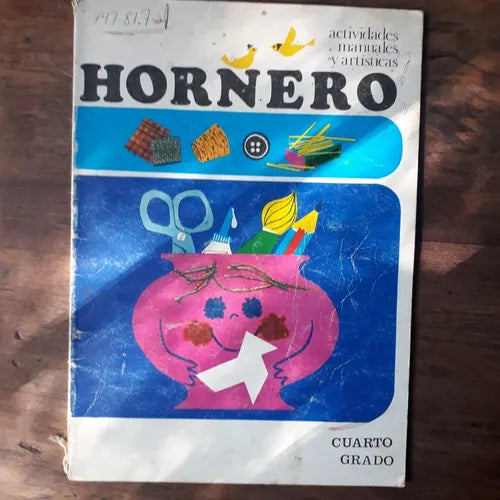 actividades
manuales
y artísticas
HORNERO
CUARTO
GRADO